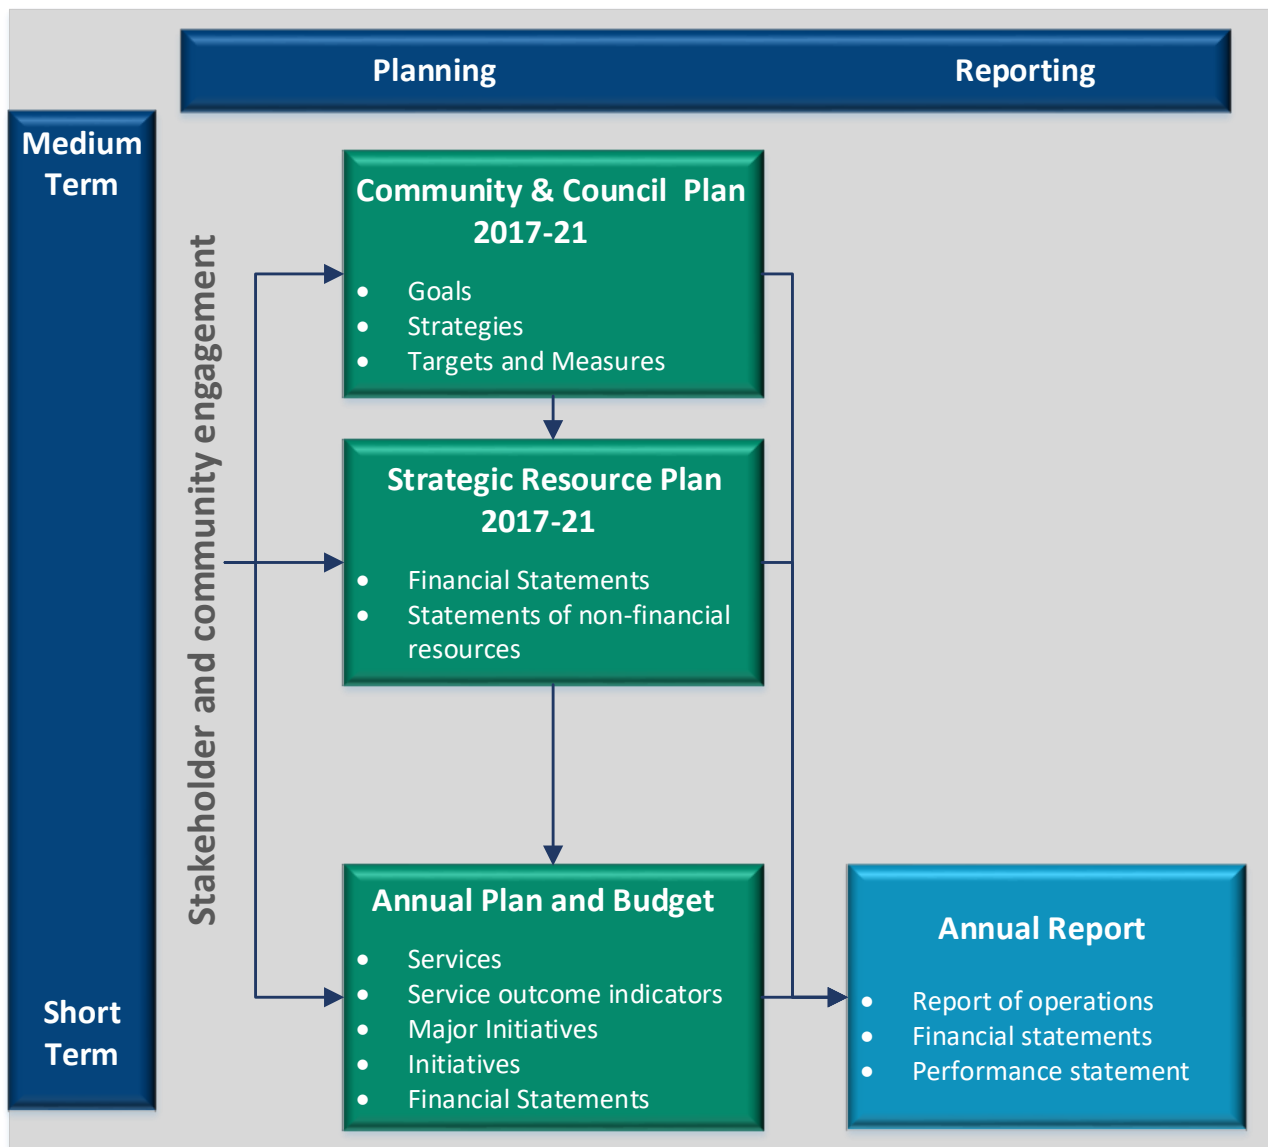 Planning
Reporting
Medium
Term
Stakeholder and community engagement
Community & Council Plan
2017-21
• Goals
• Strategies
• Targets and Measures
Strategic Resource Plan
2017-21
• Financial Statements
• Statements of non-financial
resources
Annual Plan and Budget
• Services
• Service outcome indicators
• Major Initiatives
• Initiatives
• Financial Statements
Annual Report
• Report of operations
• Financial statements
• Performance statement
Short
Term